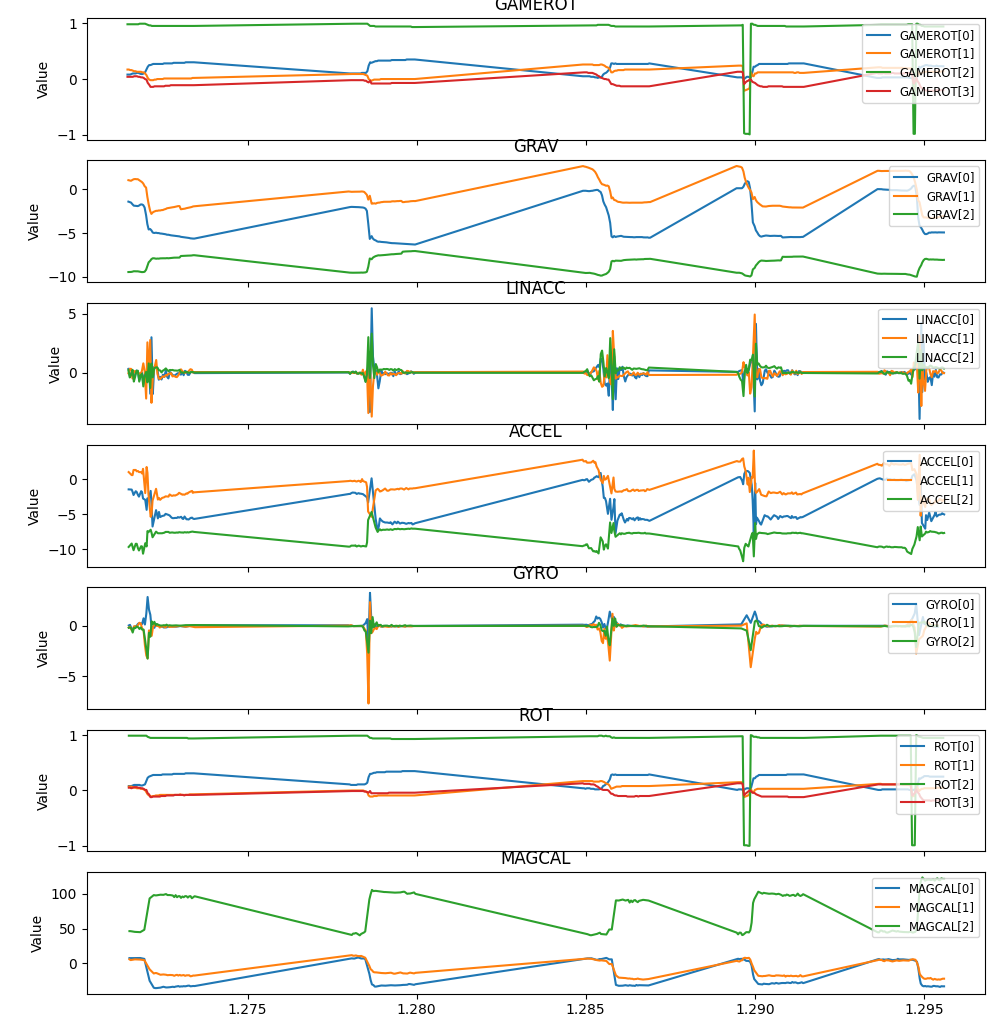 GAMEROT
1
0
−1
Value
GAMEROT[0]
GAMEROT[1]
GAMEROT[2]
GAMEROT[3]
GRAV
0
−5
−10
Value
GRAV[0]
GRAV[1]
GRAV[2]
LINACC
5
0
Value
LINACC[0]
LINACC[1]
LINACC[2]
ACCEL
0
−5
−10
Value
ACCEL[0]
ACCEL[1]
ACCEL[2]
GYRO
0
−5
Value
GYRO[0]
GYRO[1]
GYRO[2]
ROT
1
0
−1
Value
ROT[0]
ROT[1]
ROT[2]
ROT[3]
MAGCAL
100
50
0
Value
MAGCAL[0]
MAGCAL[1]
MAGCAL[2]
1.275 1.280 1.285 1.290 1.295